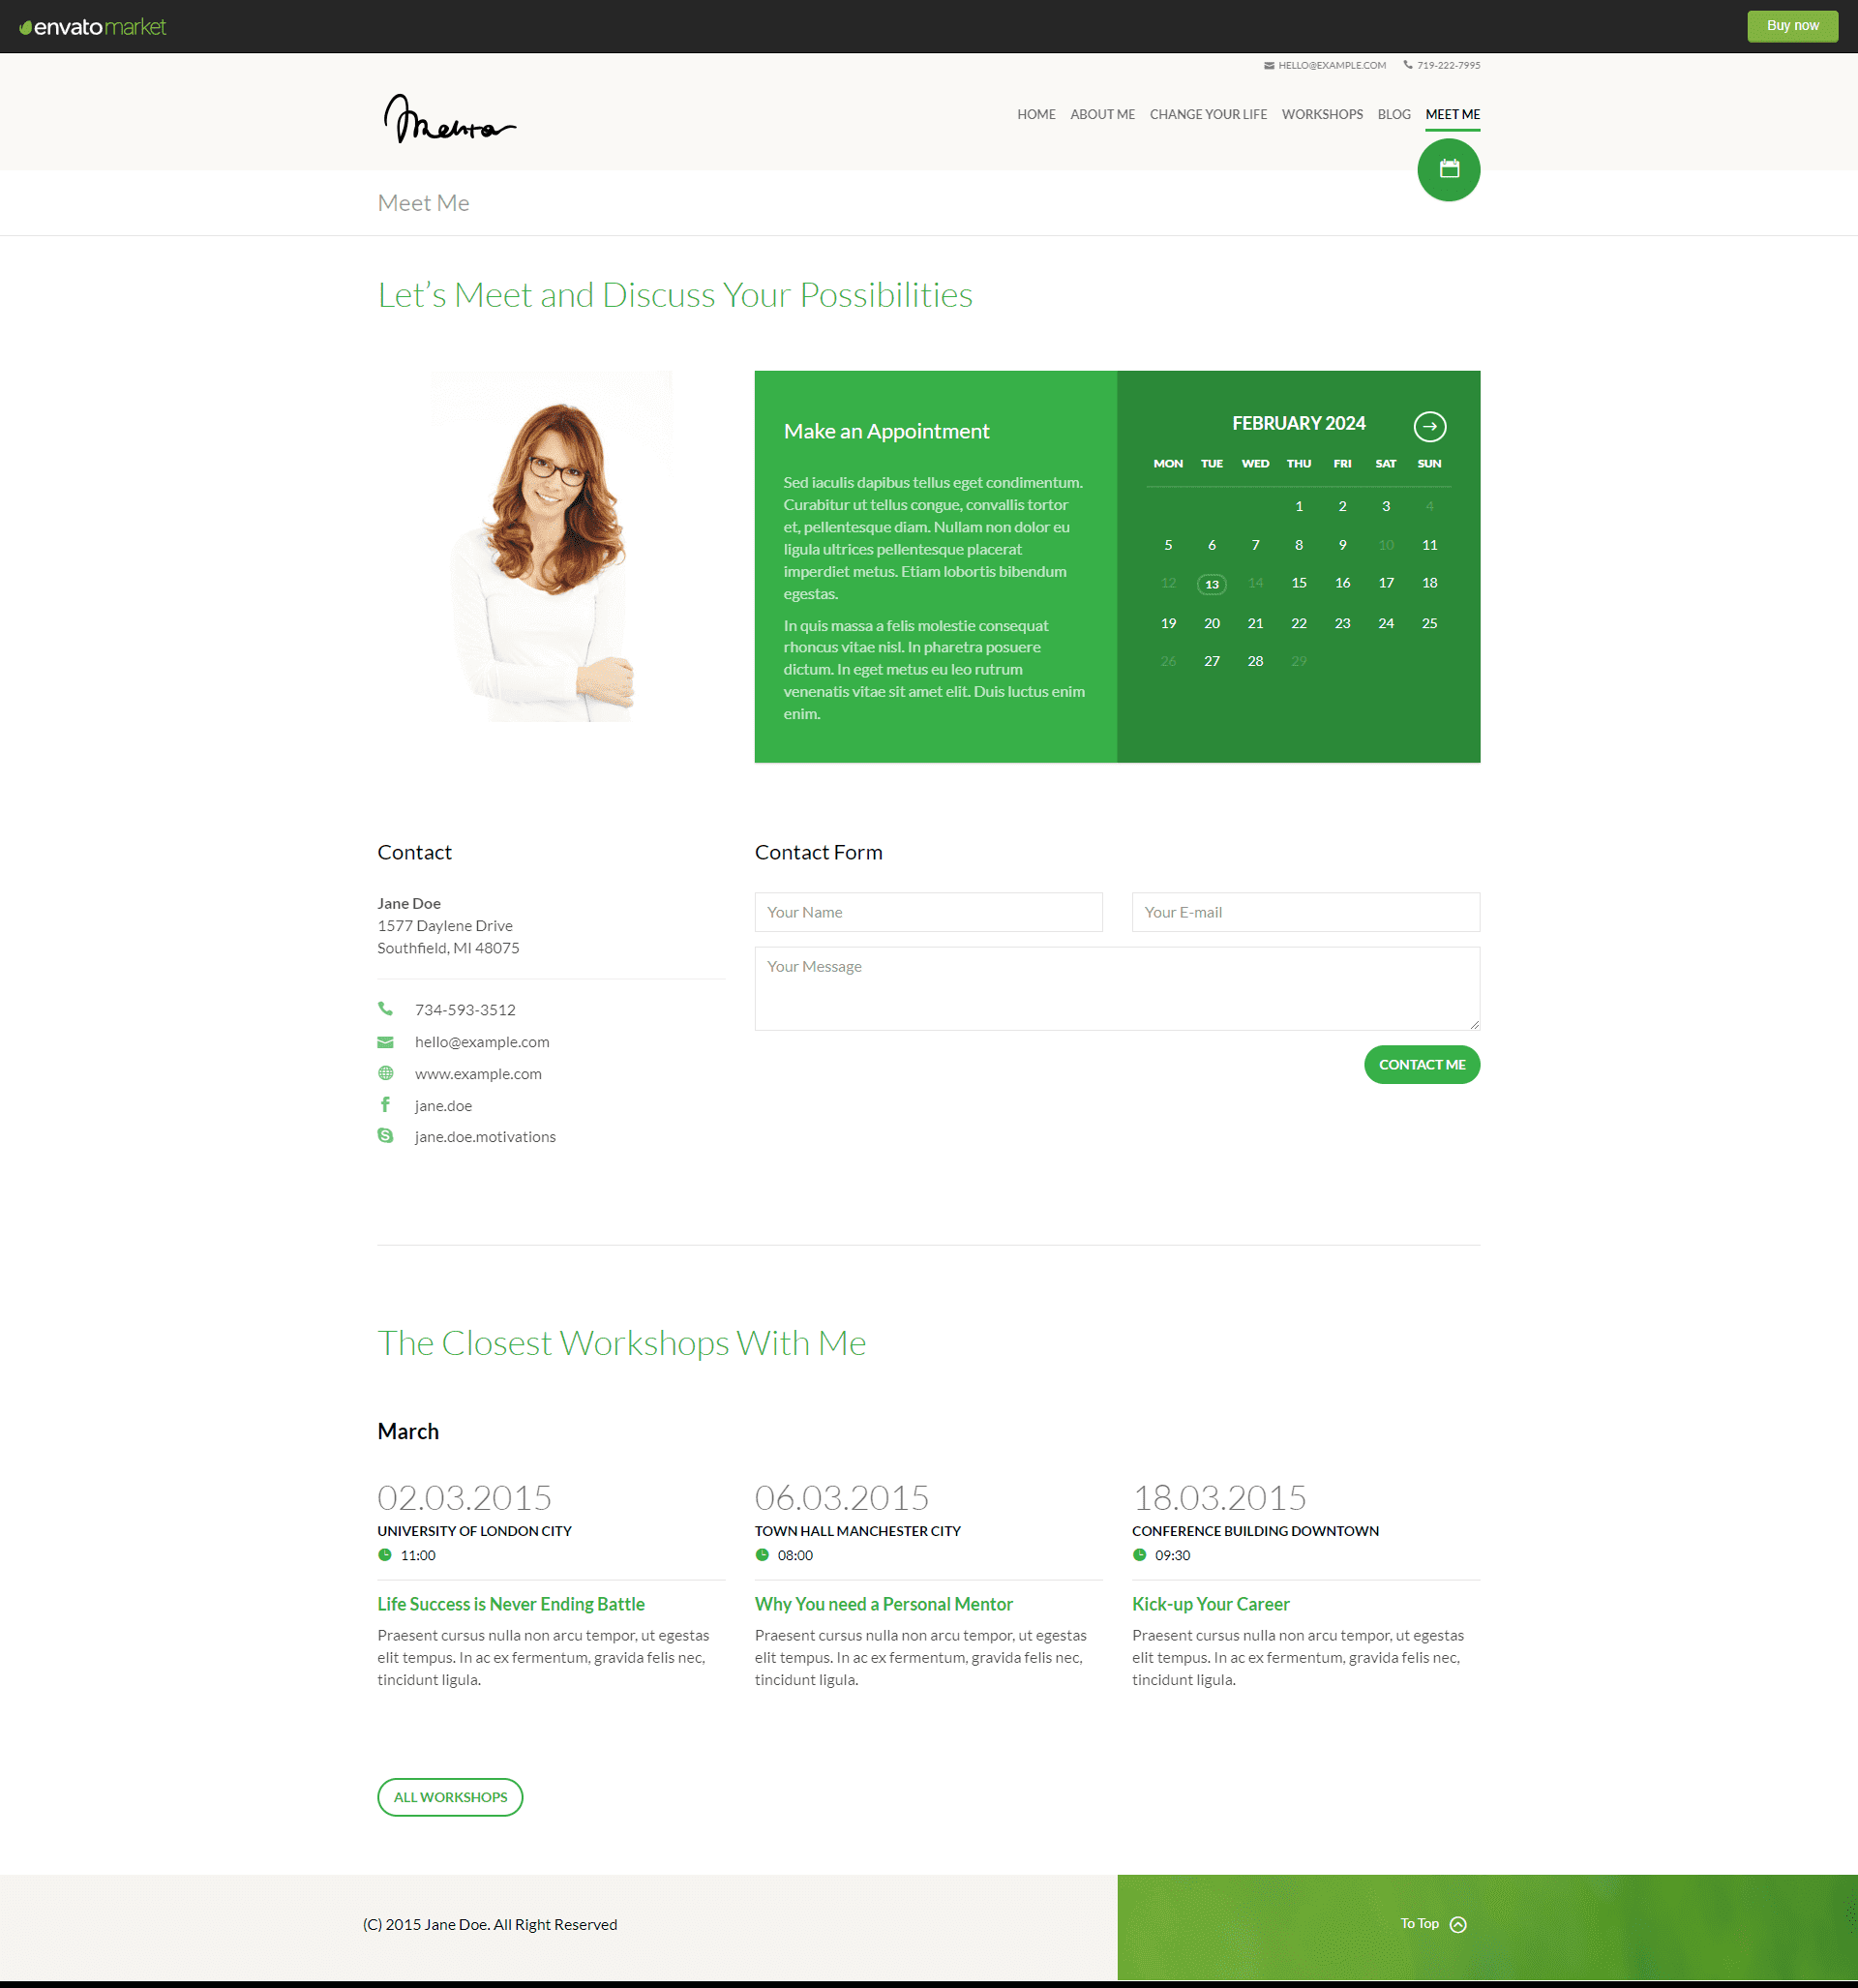 envato market
Buy now
HELLO@EXAMPLE.COM 719-222-7995
Mentor
HOME ABOUT ME CHANGE YOUR LIFE WORKSHOPS BLOG MEET ME
Meet Me
Let's Meet and Discuss Your Possibilities
Make an Appointment
Sed iaculis dapibus tellus eget condimentum.
Curabitur ut tellus congue, convallis tortor
et, pellentesque diam. Nullam non dolor eu
ligula ultrices pellentesque placerat
imperdiet metus. Etiam lobortis bibendum
egestas.
In quis massa a felis molestie consequat
rhoncus vitae nisl. In pharetra posuere
dictum. In eget metus eu leo rutrum
venenatis vitae sit amet elit. Duis luctus enim
enim.
FEBRUARY 2024
MON TUE WED THU FRI SAT SUN
1 2 3 4
5 6 7 8 9 10 11
12 13 14 15 16 17 18
19 20 21 22 23 24 25
26 27 28 29
Contact
Jane Doe
1577 Daylene Drive
Southfield, MI 48075
734-593-3512
hello@example.com
www.example.com
jane.doe
jane.doe.motivations
Contact Form
Your Name
Your E-mail
Your Message
CONTACT ME
The Closest Workshops With Me
March
02.03.2015
UNIVERSITY OF LONDON CITY
11:00
Life Success is Never Ending Battle
Praesent cursus nulla non arcu tempor, ut egestas
elit tempus. In ac ex fermentum, gravida felis nec,
tincidunt ligula.
06.03.2015
TOWN HALL MANCHESTER CITY
08:00
Why You need a Personal Mentor
Praesent cursus nulla non arcu tempor, ut egestas
elit tempus. In ac ex fermentum, gravida felis nec,
tincidunt ligula.
18.03.2015
CONFERENCE BUILDING DOWNTOWN
09:30
Kick-up Your Career
Praesent cursus nulla non arcu tempor, ut egestas
elit tempus. In ac ex fermentum, gravida felis nec,
tincidunt ligula.
ALL WORKSHOPS
(C) 2015 Jane Doe. All Right Reserved
To Top